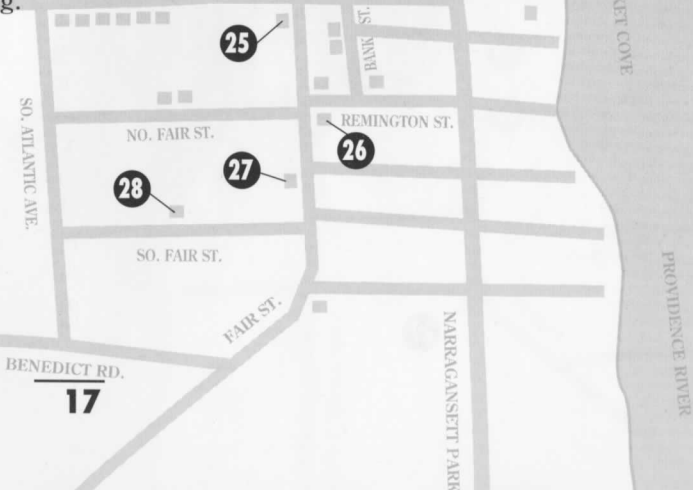 g.
25
BANK ST.
KET COVE
SO. ATLANTIC AVE.
NO. FAIR ST.
REMINGTON ST.
26
27
28
SO. FAIR ST.
FAIR ST.
PROVIDENCE RIVER
NARRAGANSETT PARK
BENEDICT RD.
17